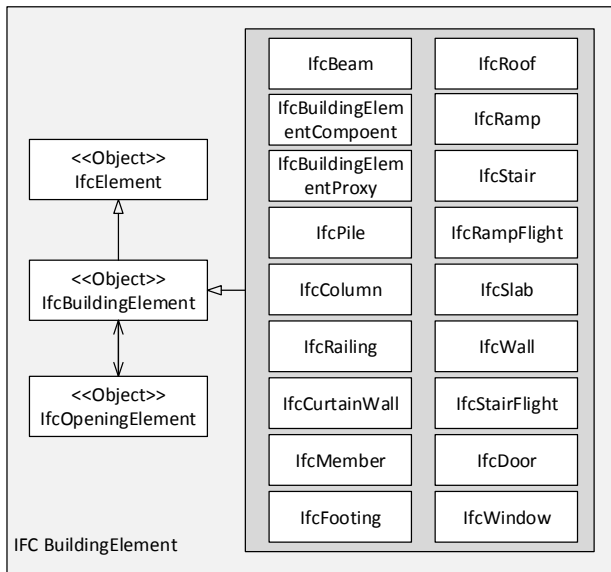 <<Object>>
IfcElement
<<Object>>
IfcBuildingElement
<<Object>>
IfcOpeningElement
IfcBeam
IfcBuildingElem
entCompoent
IfcBuildingElem
entProxy
IfcPile
IfcColumn
IfcRailing
IfcCurtainWall
IfcMember
IfcFooting
IfcRoof
IfcRamp
IfcStair
IfcRampFlight
IfcSlab
IfcWall
IfcStairFlight
IfcDoor
IfcWindow
IFC BuildingElement